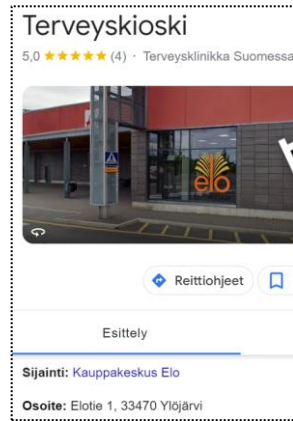 Terveyskioski
5,0 ★★★★★ (4) · Terveysklinikka Suomessa
elo
Reittiohjeet
Esittely
Sijainti: Kauppakeskus Elo
Osoite: Elotie 1, 33470 Ylöjärvi